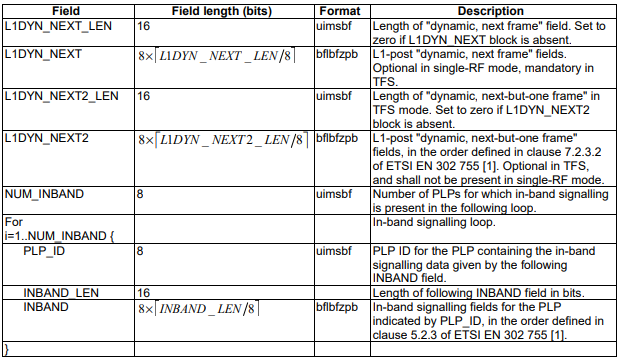 Field Field length (bits) Format Description
L1DYN_NEXT_LEN 16 uimsbf Length of "dynamic, next frame" field. Set to
zero if L1DYN_NEXT block is absent.
L1DYN_NEXT 8×⌈L1DYN_NEXT_LEN/8⌉ bflbfzpb L1-post "dynamic, next frame" fields.
Optional in single-RF mode, mandatory in
TFS.
L1DYN_NEXT2_LEN 16 uimsbf Length of "dynamic, next-but-one frame" in
TFS mode. Set to zero if L1DYN_NEXT2
block is absent.
L1DYN_NEXT2 8×⌈L1DYN_NEXT2_LEN/8⌉ bflbfzpb L1-post "dynamic, next-but-one frame"
fields, in the order defined in clause 7.2.3.2
of ETSI EN 302 755 [1]. Optional in TFS,
and shall not be present in single-RF mode.
NUM_INBAND 8 uimsbf Number of PLPs for which in-band signalling
is present in the following loop.
For In-band signalling loop.
i=1..NUM_INBAND {
PLP_ID 8 uimsbf PLP ID for the PLP containing the in-band
signalling data given by the following
INBAND field.
INBAND_LEN 16 Length of following INBAND field in bits.
INBAND 8×⌈INBAND_LEN/8⌉ bflbfzpb In-band signalling fields for the PLP
indicated by PLP_ID, in the order defined in
clause 5.2.3 of ETSI EN 302 755 [1].
}